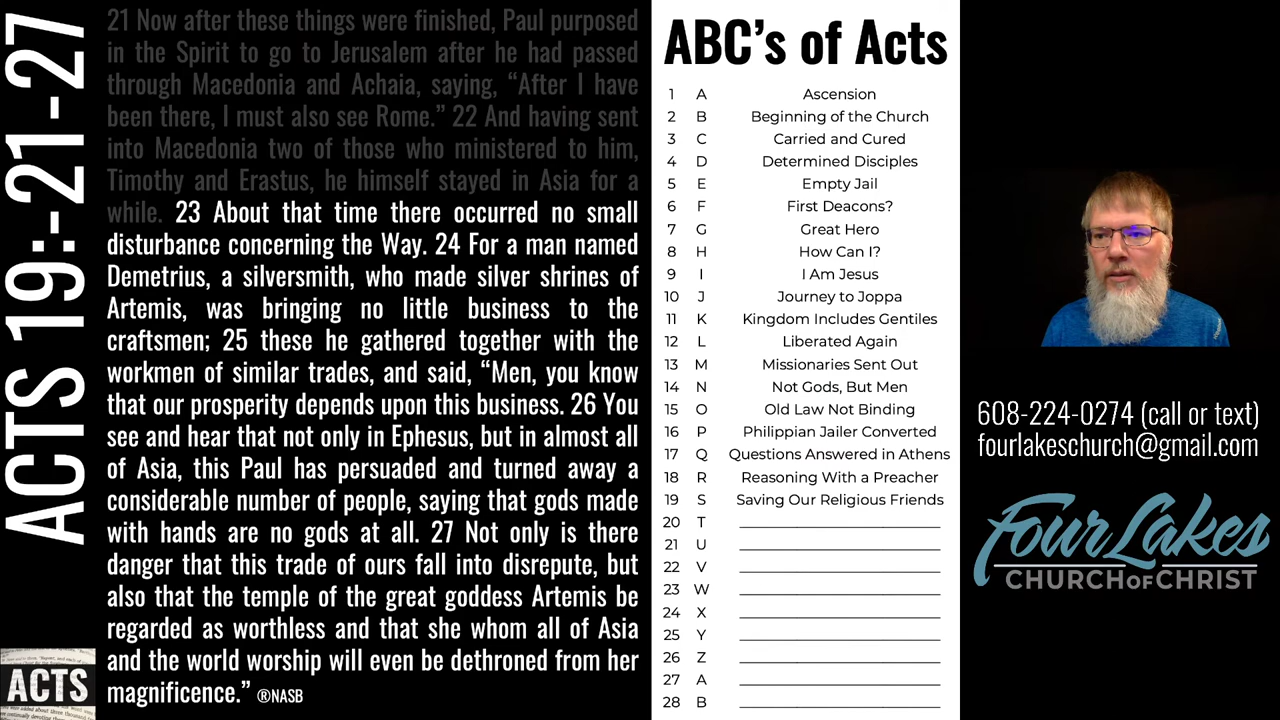 ACTS 19:-21-27
21 Now after these things were finished, Paul purposed
in the Spirit to go to Jerusalem after he had passed
through Macedonia and Achaia, saying, “After I have
been there, I must also see Rome.” 22 And having sent
into Macedonia two of those who ministered to him,
Timothy and Erastus, he himself stayed in Asia for a
while. 23 About that time there occurred no small
disturbance concerning the Way. 24 For a man named
Demetrius, a silversmith, who made silver shrines of
Artemis, was bringing no little business to the
craftsmen; 25 these he gathered together with the
workmen of similar trades, and said, “Men, you know
that our prosperity depends upon this business. 26 You
see and hear that not only in Ephesus, but in almost all
of Asia, this Paul has persuaded and turned away a
considerable number of people, saying that gods made
with hands are no gods at all. 27 Not only is there
danger that this trade of ours fall into disrepute, but
also that the temple of the great goddess Artemis be
regarded as worthless and that she whom all of Asia
and the world worship will even be dethroned from her
magnificence.” ®NASB
ACTS
ABC’s of Acts
1 A Ascension
2 B Beginning of the Church
3 C Carried and Cured
4 D Determined Disciples
5 E Empty Jail
6 F First Deacons?
7 G Great Hero
8 H How Can I?
9 I I Am Jesus
10 J Journey to Joppa
11 K Kingdom Includes Gentiles
12 L Liberated Again
13 M Missionaries Sent Out
14 N Not Gods, But Men
15 O Old Law Not Binding
16 P Philippian Jailer Converted
17 Q Questions Answered in Athens
18 R Reasoning With a Preacher
19 S Saving Our Religious Friends
20 T
21 U
22 V
23 W
24 X
25 Y
26 Z
27 A
28 B
608-224-0274 (call or text)
fourlakeschurch@gmail.com
Four Lakes
CHURCH OF CHRIST